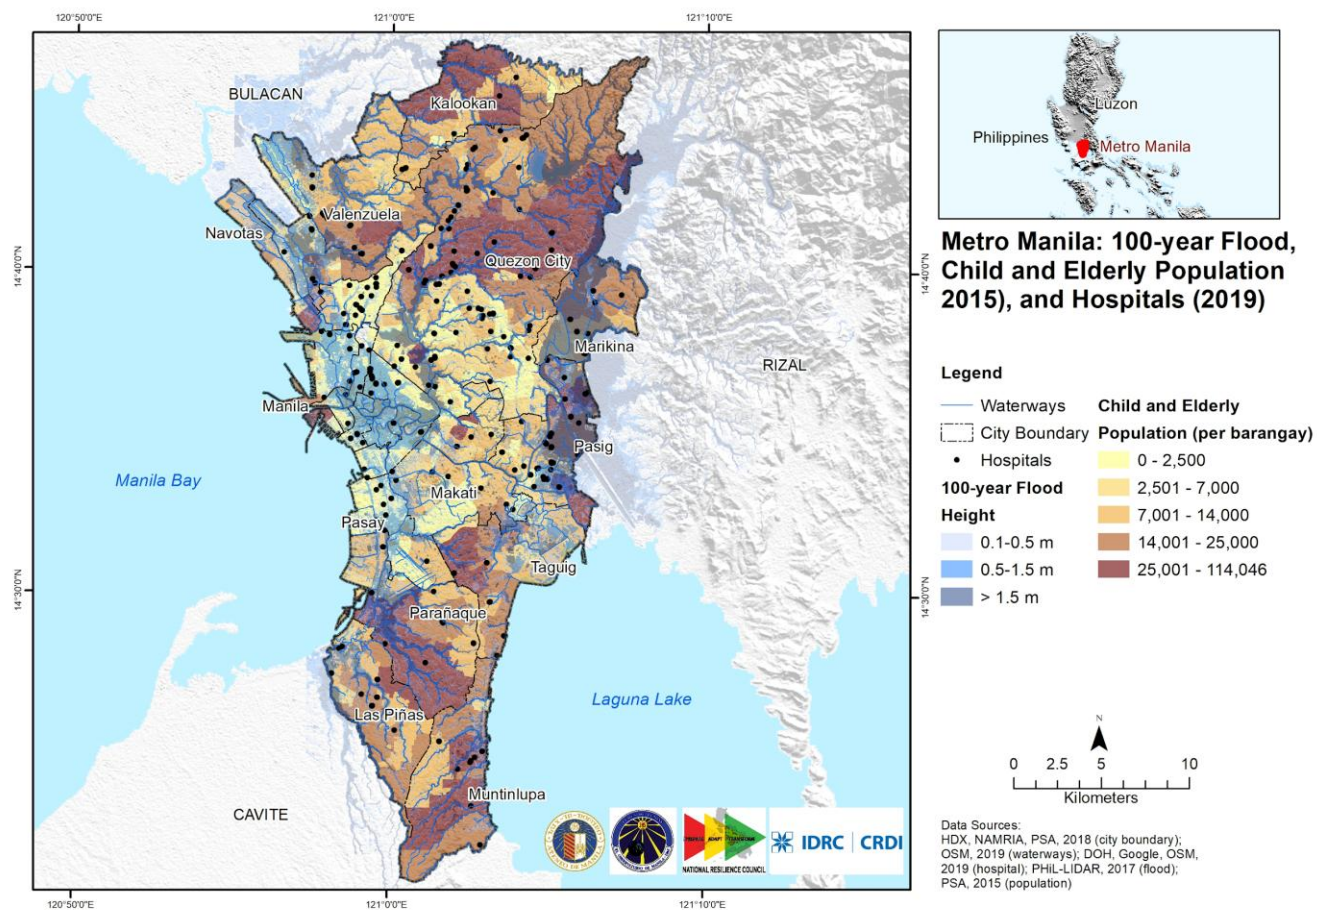 120°50'0"E
121°0'0"E
121°10'0"E
14°40'0"N
14°30'0"N
BULACAN
Kalookan
Valenzuela
Navotas
Quezon City
Marikina
RIZAL
Manila
Pasig
Manila Bay
Makati
Pasay
Taguig
Parañaque
Las Piñas
Laguna Lake
Muntinlupa
CAVITE
NATIONAL RESILIENCE COUNCIL
IDRC | CRDI
14°40'0"N
14°30'0"N
120°50'0"E
121°0'0"E
121°10'0"E
Luzon
Philippines
Metro Manila
Metro Manila: 100-year Flood,
Child and Elderly Population
2015), and Hospitals (2019)
Legend
Waterways
City Boundary
Hospitals
100-year Flood
Height
0.1-0.5 m
0.5-1.5 m
> 1.5 m
Child and Elderly
Population (per barangay)
0 - 2,500
2,501 - 7,000
7,001 - 14,000
14,001 - 25,000
25,001 - 114,046
N
0 2.5 5 10
Kilometers
Data Sources:
HDX, NAMRIA, PSA, 2018 (city boundary);
OSM, 2019 (waterways); DOH, Google, OSM,
2019 (hospital); PHiL-LIDAR, 2017 (flood);
PSA, 2015 (population)